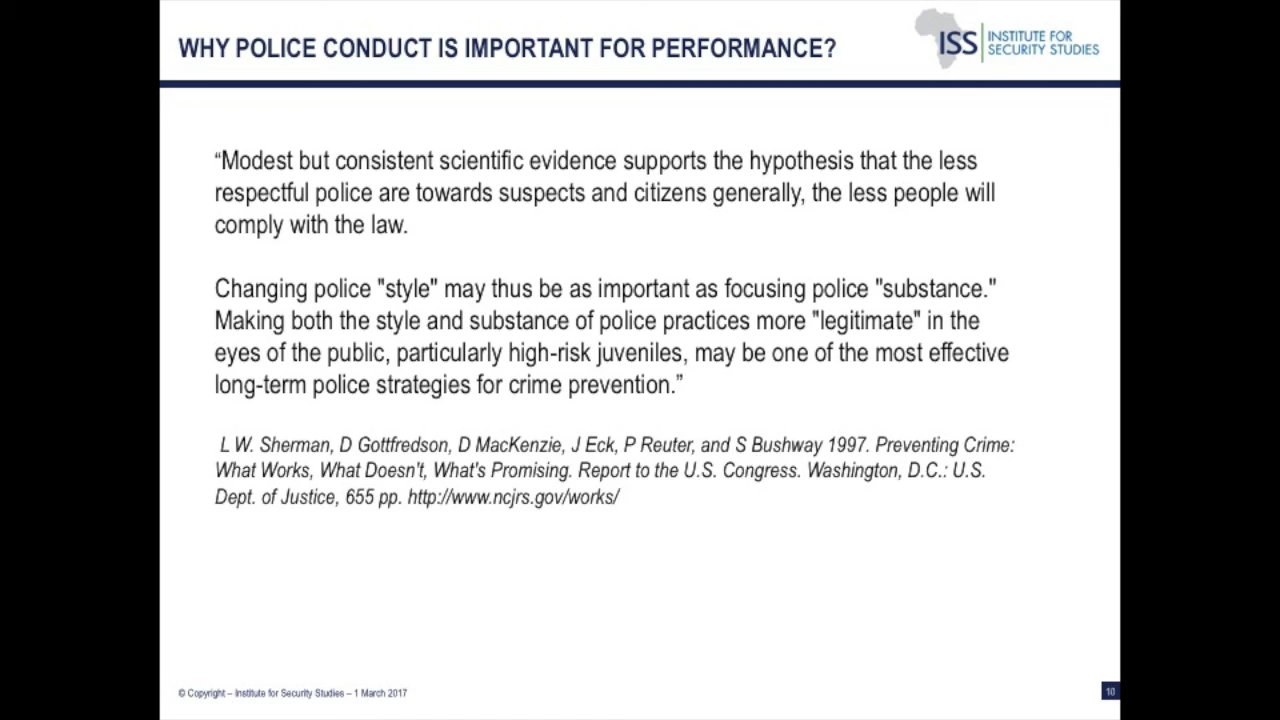 WHY POLICE CONDUCT IS IMPORTANT FOR PERFORMANCE?
ISS INSTITUTE FOR
SECURITY STUDIES
“Modest but consistent scientific evidence supports the hypothesis that the less
respectful police are towards suspects and citizens generally, the less people will
comply with the law.
Changing police "style" may thus be as important as focusing police "substance."
Making both the style and substance of police practices more "legitimate" in the
eyes of the public, particularly high-risk juveniles, may be one of the most effective
long-term police strategies for crime prevention.”
L W. Sherman, D Gottfredson, D MacKenzie, J Eck, P Reuter, and S Bushway 1997. Preventing Crime:
What Works, What Doesn't, What's Promising. Report to the U.S. Congress. Washington, D.C.: U.S.
Dept. of Justice, 655 pp. http://www.ncjrs.gov/works/
© Copyright – Institute for Security Studies – 1 March 2017
10